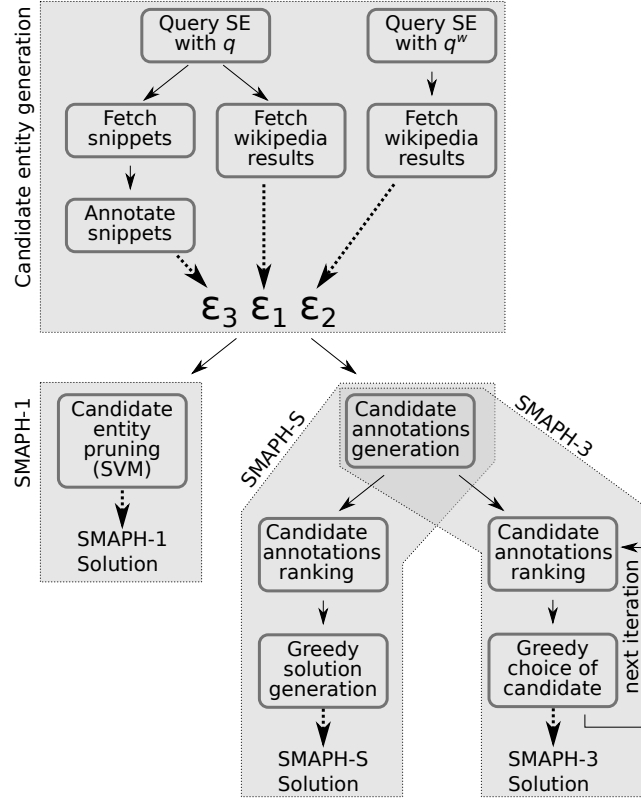 Candidate entity generation
Query SE
with q
Query SE
with qʷ
Fetch
snippets
Fetch
wikipedia
results
Fetch
wikipedia
results
Annotate
snippets
ε₃ ε₁ ε₂
SMAPH-1
Candidate
entity
pruning
(SVM)
SMAPH-1
Solution
SMAPH-S
Candidate
annotations
generation
SMAPH-3
Candidate
annotations
ranking
Candidate
annotations
ranking
next iteration
Greedy
solution
generation
Greedy
choice of
candidate
SMAPH-S
Solution
SMAPH-3
Solution